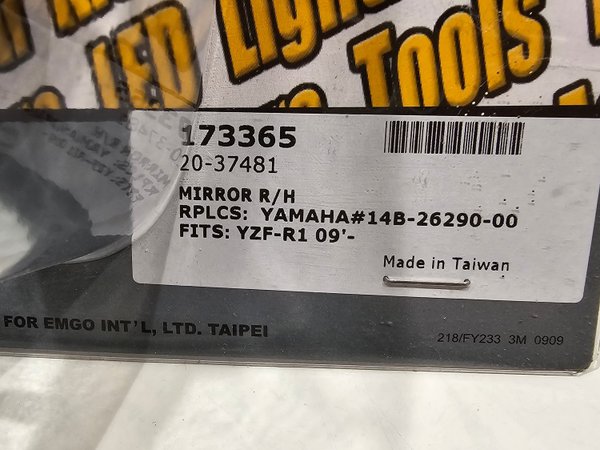 LED Light
Tools
173365
20-37481
MIRROR R/H
RPLCS: YAMAHA#14B-26290-00
FITS: YZF-R1 09'-
Made in Taiwan
FOR EMGO INT'L, LTD. TAIPEI
218/FY233 3M 0909